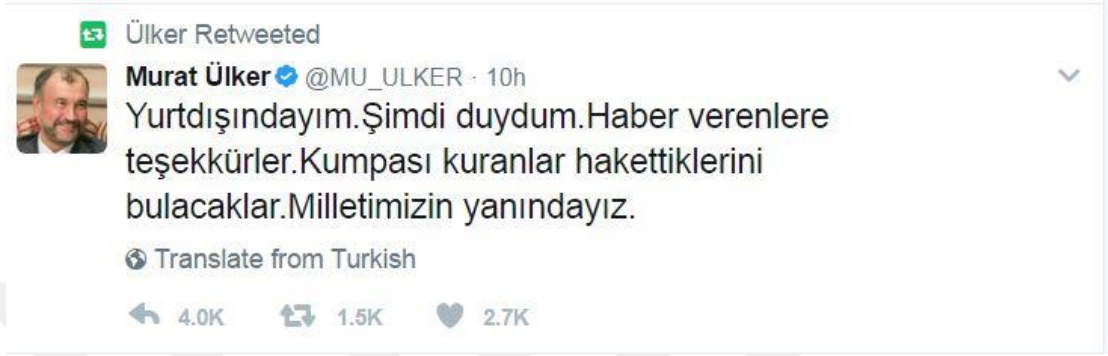 Ülker Retweeted
Murat Ülker @MU_ULKER · 10h
Yurtdışındayım.Şimdi duydum.Haber verenlere
teşekkürler.Kumpası kuranlar hakettiklerini
bulacaklar.Milletimizin yanındayız.
Translate from Turkish
4.0K 1.5K 2.7K